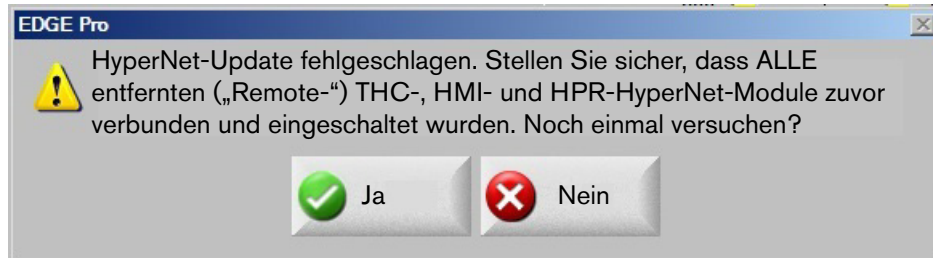 EDGE Pro
HyperNet-Update fehlgeschlagen. Stellen Sie sicher, dass ALLE
entfernten („Remote-“) THC-, HMI- und HPR-HyperNet-Module zuvor
verbunden und eingeschaltet wurden. Noch einmal versuchen?
Ja
Nein